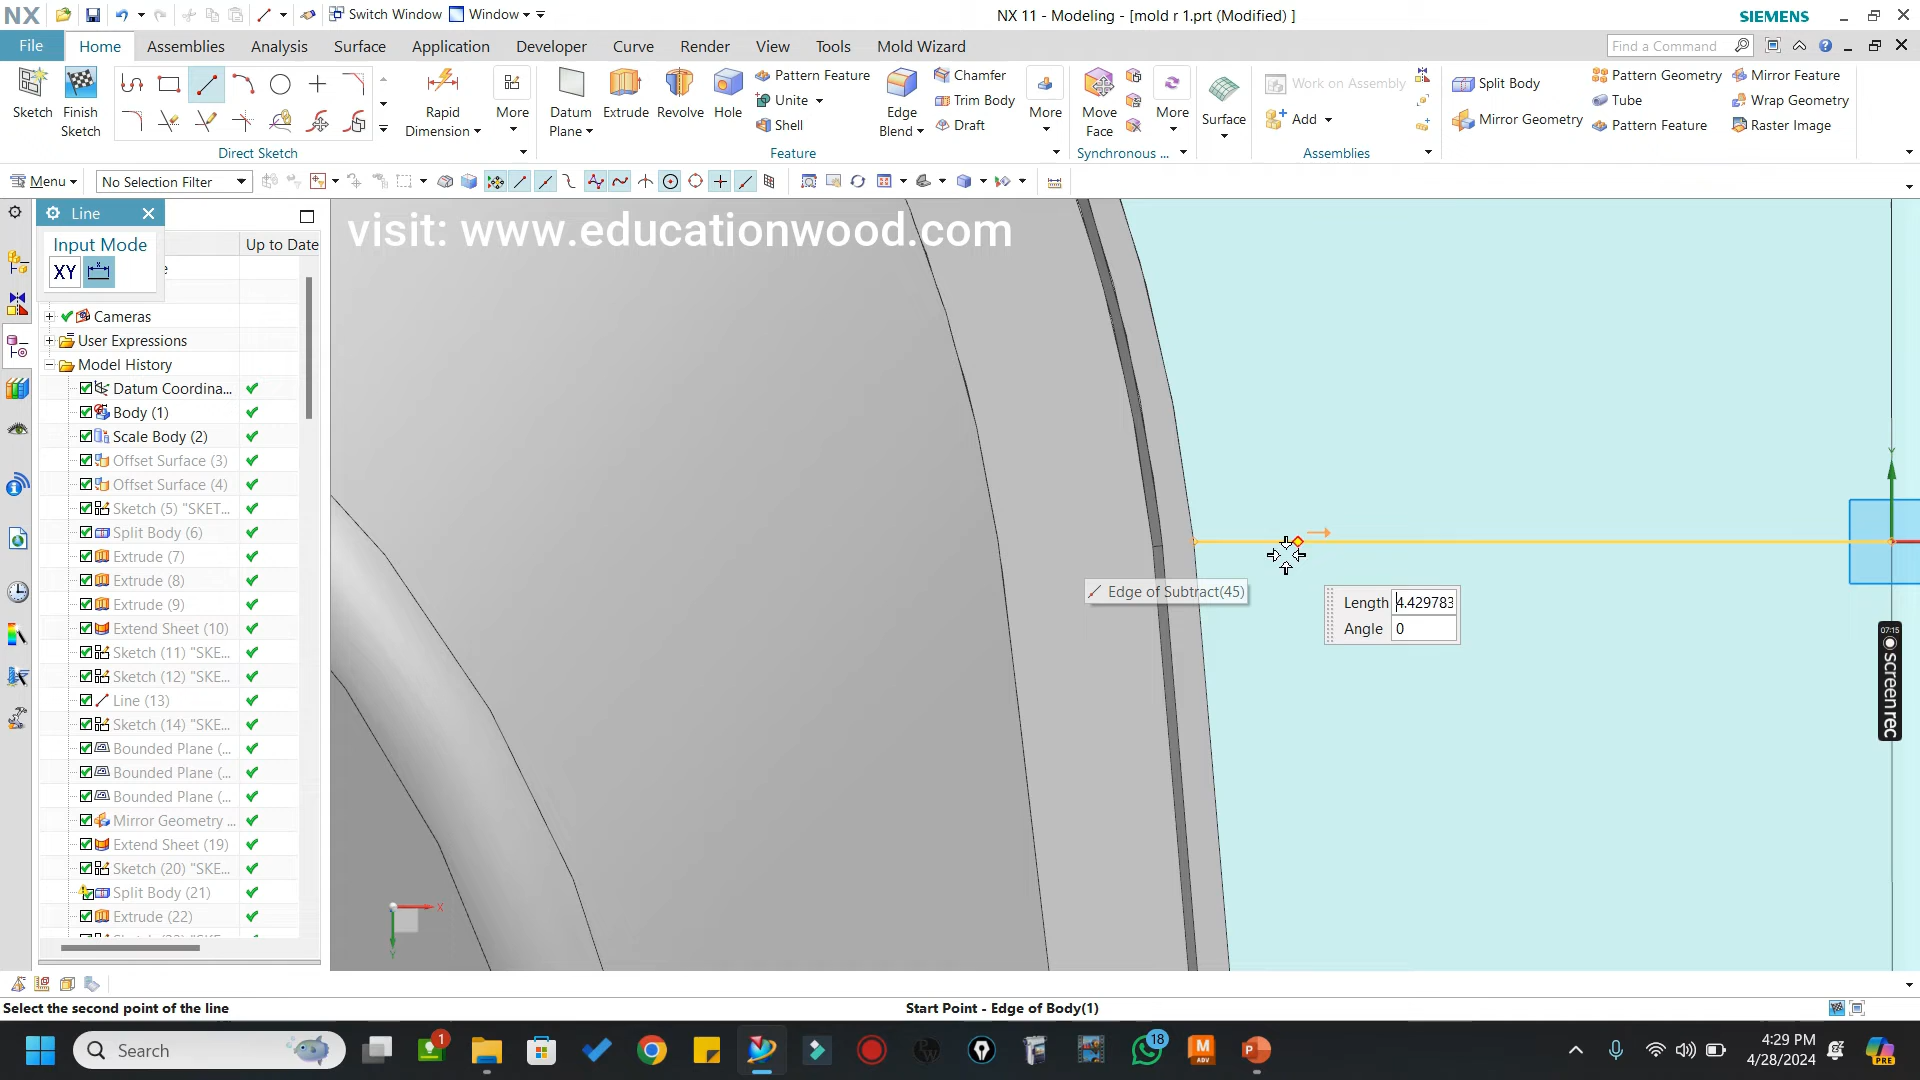 NX
Switch Window
Window
NX 11 - Modeling - [mold r 1.prt (Modified) ]
SIEMENS
File
Home
Assemblies
Analysis
Surface
Curve
Application
Developer
Render
View
Tools
Mold Wizard
Find a Command
Sketch
Finish Sketch
Rapid Dimension
More
Datum Plane
Extrude
Revolve
Hole
Pattern Feature
Unite
Shell
Edge Blend
Chamfer
Trim Body
Draft
More
Move Face
More
Surface
Work on Assembly
Add
Split Body
Mirror Geometry
Pattern Geometry
Tube
Pattern Feature
Mirror Feature
Wrap Geometry
Raster Image
Direct Sketch
Feature
Synchronous ...
Assemblies
Menu
No Selection Filter
Line
Input Mode
XY
Up to Date
visit: www.educationwood.com
Cameras
User Expressions
Model History
Datum Coordina...
Body (1)
Scale Body (2)
Offset Surface (3)
Offset Surface (4)
Sketch (5) "SKET...
Split Body (6)
Extrude (7)
Extrude (8)
Extrude (9)
Extend Sheet (10)
Sketch (11) "SKE...
Sketch (12) "SKE...
Line (13)
Sketch (14) "SKE...
Bounded Plane (...
Bounded Plane (...
Bounded Plane (...
Mirror Geometry ...
Extend Sheet (19)
Sketch (20) "SKE...
Split Body (21)
Extrude (22)
Edge of Subtract(45)
Length 4.429783
Angle 0
Y
X
Y
07:15
screenrec
Select the second point of the line
Start Point - Edge of Body(1)
Search
1
18
M
ADV
P
4:29 PM
4/28/2024
PRE